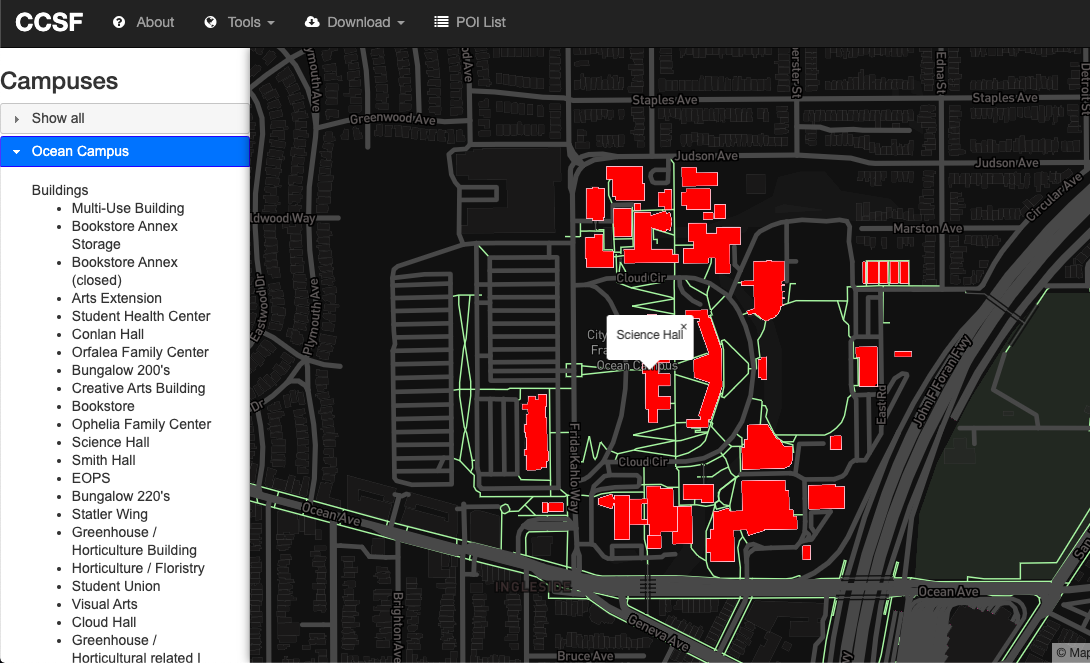 CCSF
About
Tools
Download
POI List
Campuses
Show all
Ocean Campus
Buildings
Multi-Use Building
Bookstore Annex
Storage
Bookstore Annex
(closed)
Arts Extension
Student Health Center
Conlan Hall
Orfalea Family Center
Bungalow 200's
Creative Arts Building
Bookstore
Ophelia Family Center
Science Hall
Smith Hall
EOPS
Bungalow 220's
Statler Wing
Greenhouse /
Horticulture Building
Horticulture / Floristry
Student Union
Visual Arts
Cloud Hall
Greenhouse /
Horticultural related I
Plymouth Ave
Edna St
Detroit St
Staples Ave
Staples Ave
Greenwood Ave
Judson Ave
Judson Ave
Circular Ave
ldwood Way
Marston Ave
Eastwood Dr
Plymouth Ave
Cloud Cir
Science Hall
×
City
Fra
Ocean Campus
John F Foran Fwy
East Rd
Dr
Frida Kahlo Way
Cloud Cir
Ocean Ave
INGLESIDE
Ocean Ave
Brighton Ave
Geneva Ave
Bruce Ave
San
© Map